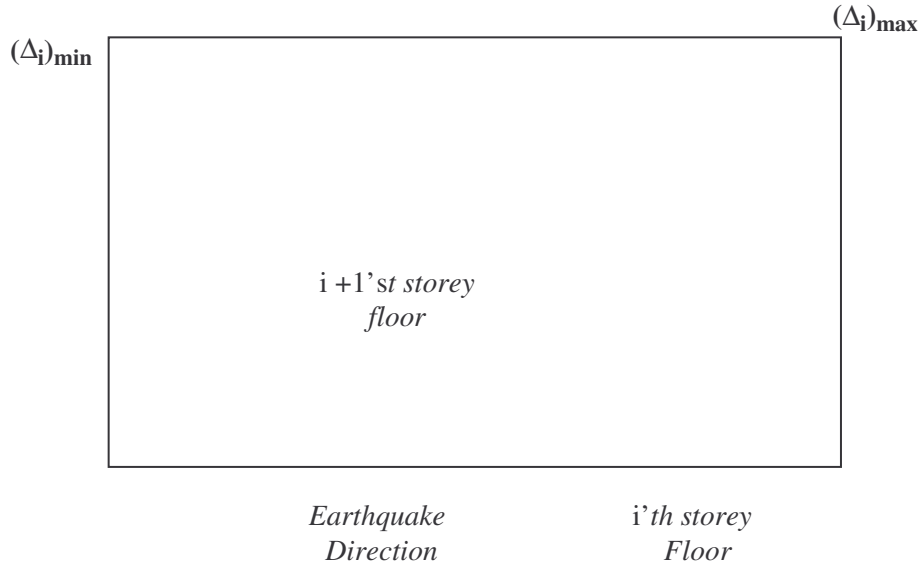 (Δi)max
(Δi)min
i +1’st storey
floor
Earthquake
Direction
i’th storey
Floor